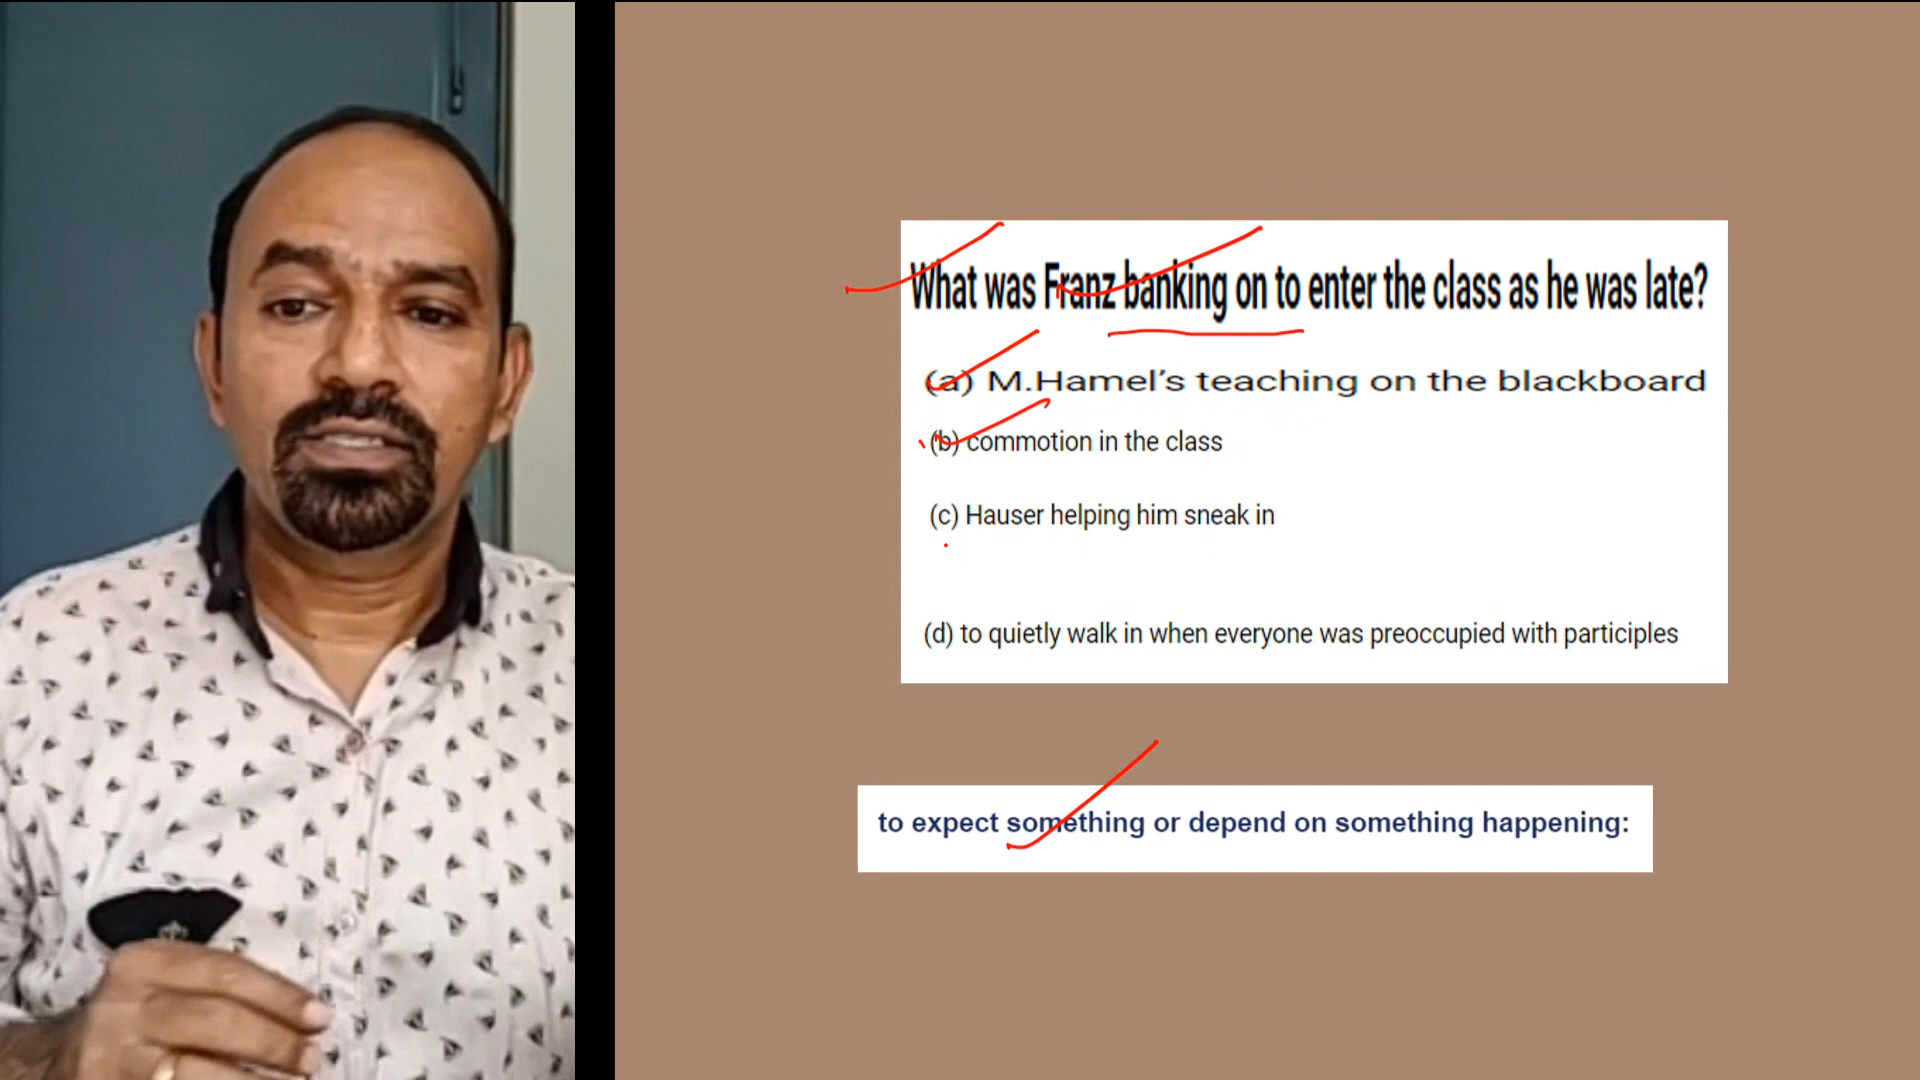 What was Franz banking on to enter the class as he was late?
(a) M.Hamel's teaching on the blackboard
(b) commotion in the class
(c) Hauser helping him sneak in
(d) to quietly walk in when everyone was preoccupied with participles
to expect something or depend on something happening: